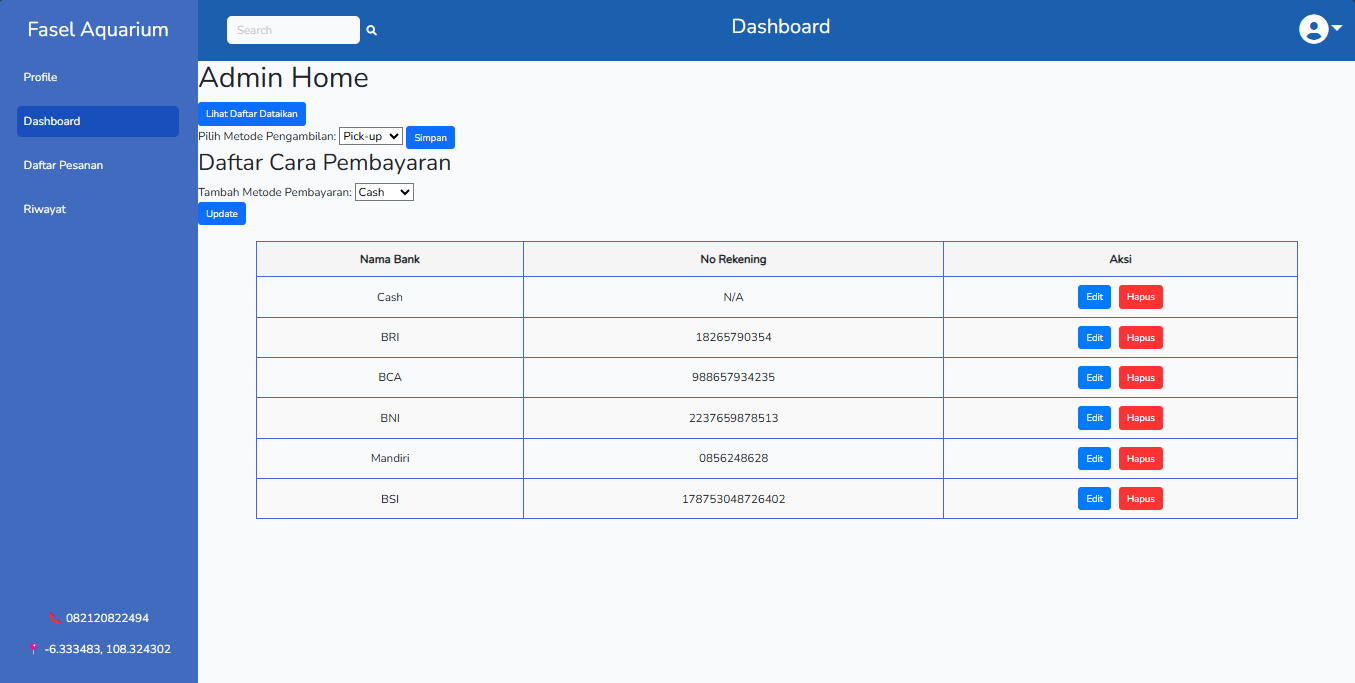 Fasel Aquarium
Search
Dashboard
Profile
Dashboard
Daftar Pesanan
Riwayat
082120822494
-6.333483, 108.324302
Admin Home
Lihat Daftar Dataikan
Pilih Metode Pengambilan: Pick-up Simpan
Daftar Cara Pembayaran
Tambah Metode Pembayaran: Cash
Update
Nama Bank No Rekening Aksi
Cash N/A Edit Hapus
BRI 18265790354 Edit Hapus
BCA 988657934235 Edit Hapus
BNI 2237659878513 Edit Hapus
Mandiri 0856248628 Edit Hapus
BSI 178753048726402 Edit Hapus